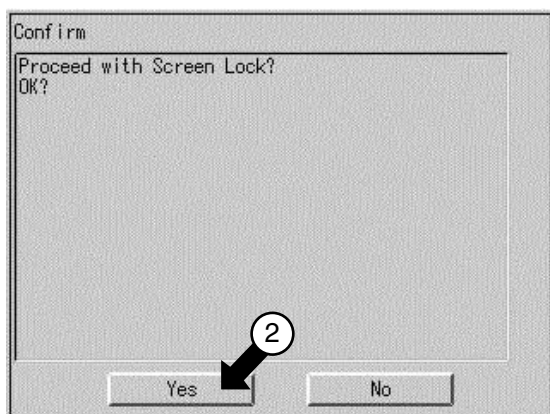 Confirm
Proceed with Screen Lock?
OK?
2
Yes
No